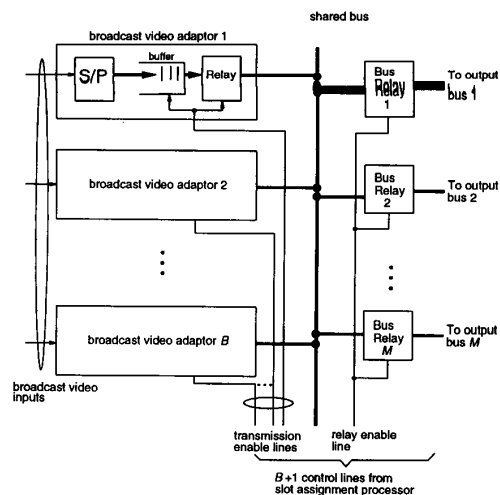 shared bus
broadcast video adaptor 1
buffer
S/P
Relay
Bus
Relay
Relay
1
To output
bus 1
broadcast video adaptor 2
Bus
Relay
2
To output
bus 2
broadcast video adaptor B
Bus
Relay
M
To output
bus M
broadcast video
inputs
transmission
enable lines
relay enable
line
B+1 control lines from
slot assignment processor